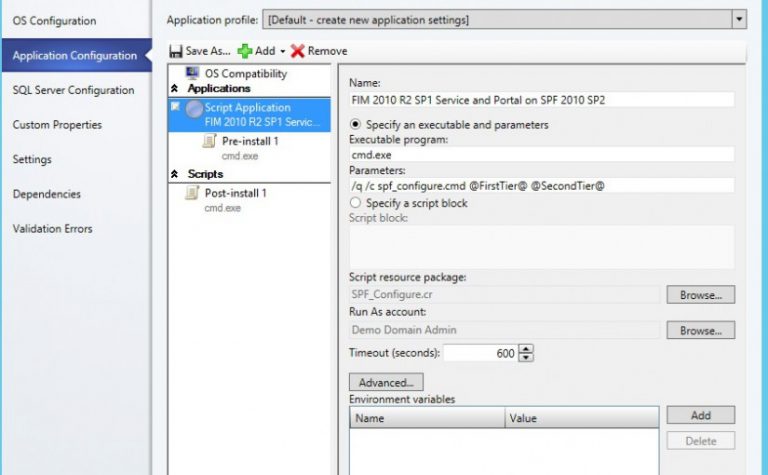 OS Configuration
Application Configuration
SQL Server Configuration
Custom Properties
Settings
Dependencies
Validation Errors
Application profile: [Default - create new application settings]
Save As... Add Remove
OS Compatibility
Applications
Script Application
FIM 2010 R2 SP1 Servic...
Pre-install 1
cmd.exe
Scripts
Post-install 1
cmd.exe
Name:
FIM 2010 R2 SP1 Service and Portal on SPF 2010 SP2
Specify an executable and parameters
Executable program:
cmd.exe
Parameters:
/q /c spf_configure.cmd @FirstTier@ @SecondTier@
Specify a script block
Script block:
Script resource package:
SPF_Configure.cr Browse...
Run As account:
Demo Domain Admin Browse...
Timeout (seconds): 600
Advanced...
Environment variables
Name Value Add
Delete